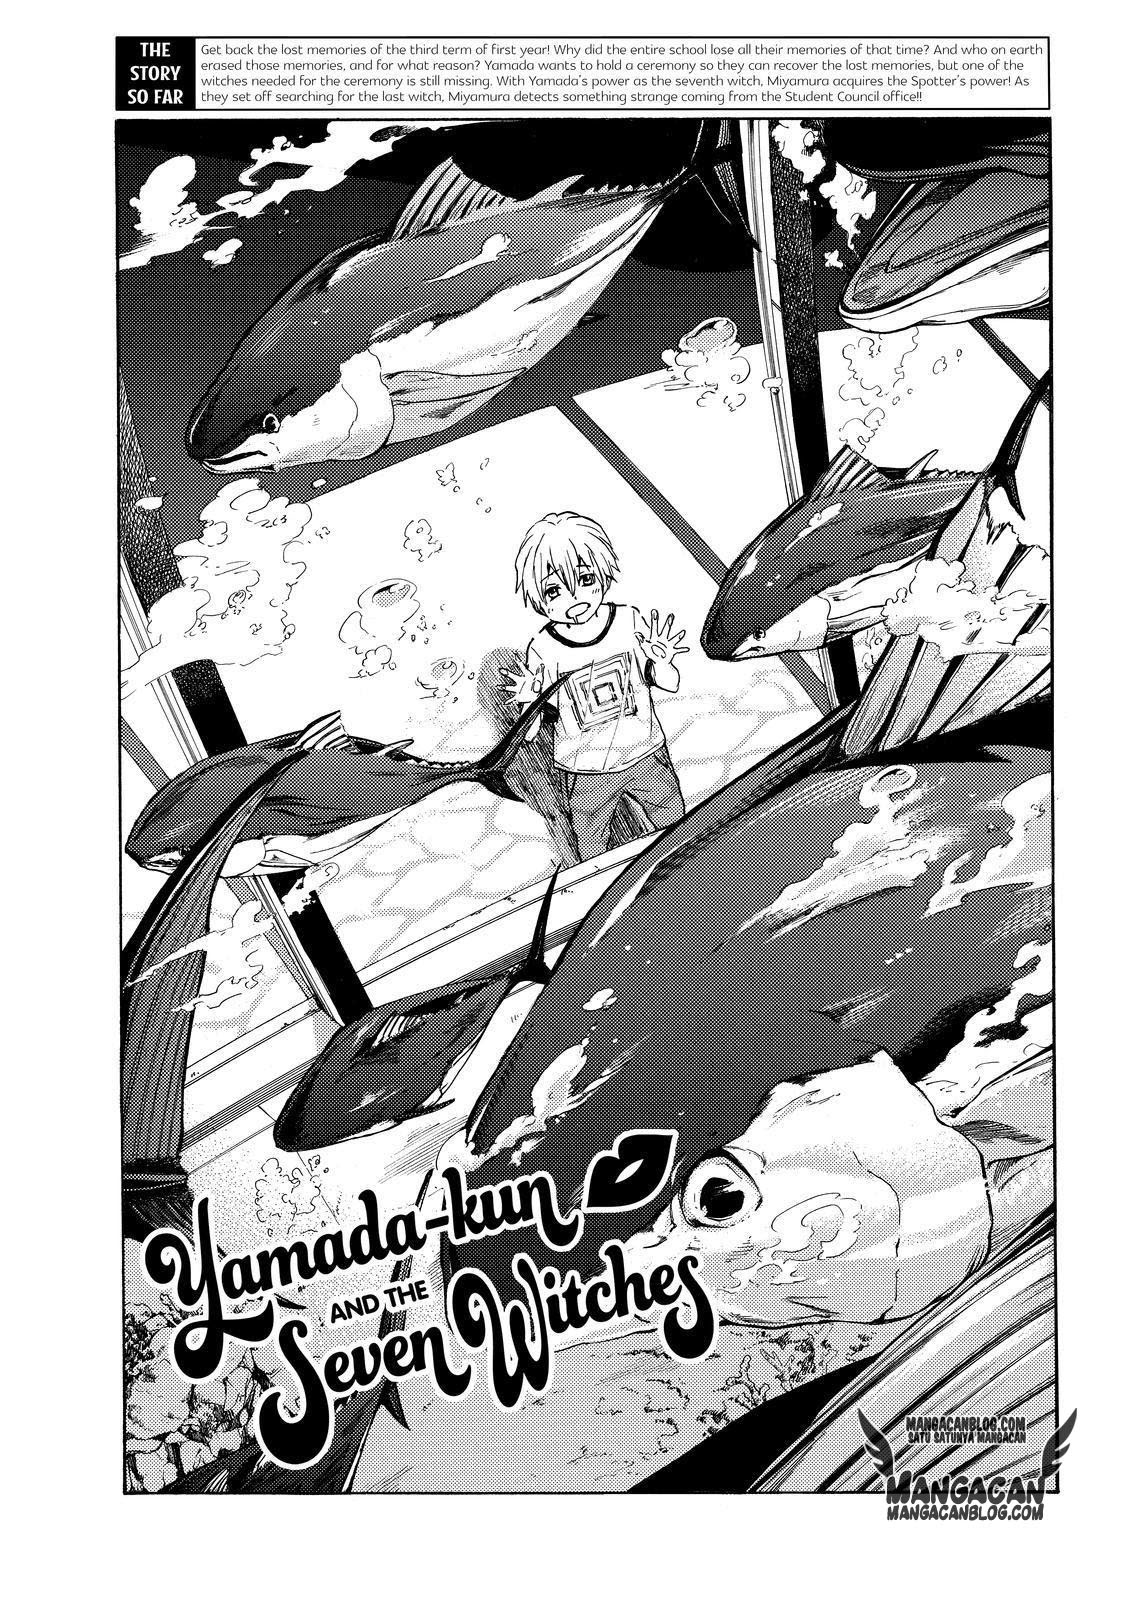 THE
STORY
SO FAR
Get back the lost memories of the third term of first year! Why did the entire school lose all their memories of that time? And who on earth
erased those memories, and for what reason? Yamada wants to hold a ceremony so they can recover the lost memories, but one of the
witches needed for the ceremony is still missing. With Yamada's power as the seventh witch, Miyamura acquires the Spotter's power! As
they set off searching for the last witch, Miyamura detects something strange coming from the Student Council office!!
Yamada-kun
AND THE
Seven Witches
MANGACANBLOG.COM
SATU SATUNYA MANGACAN
MANGACAN
MANGACANBLOG.COM